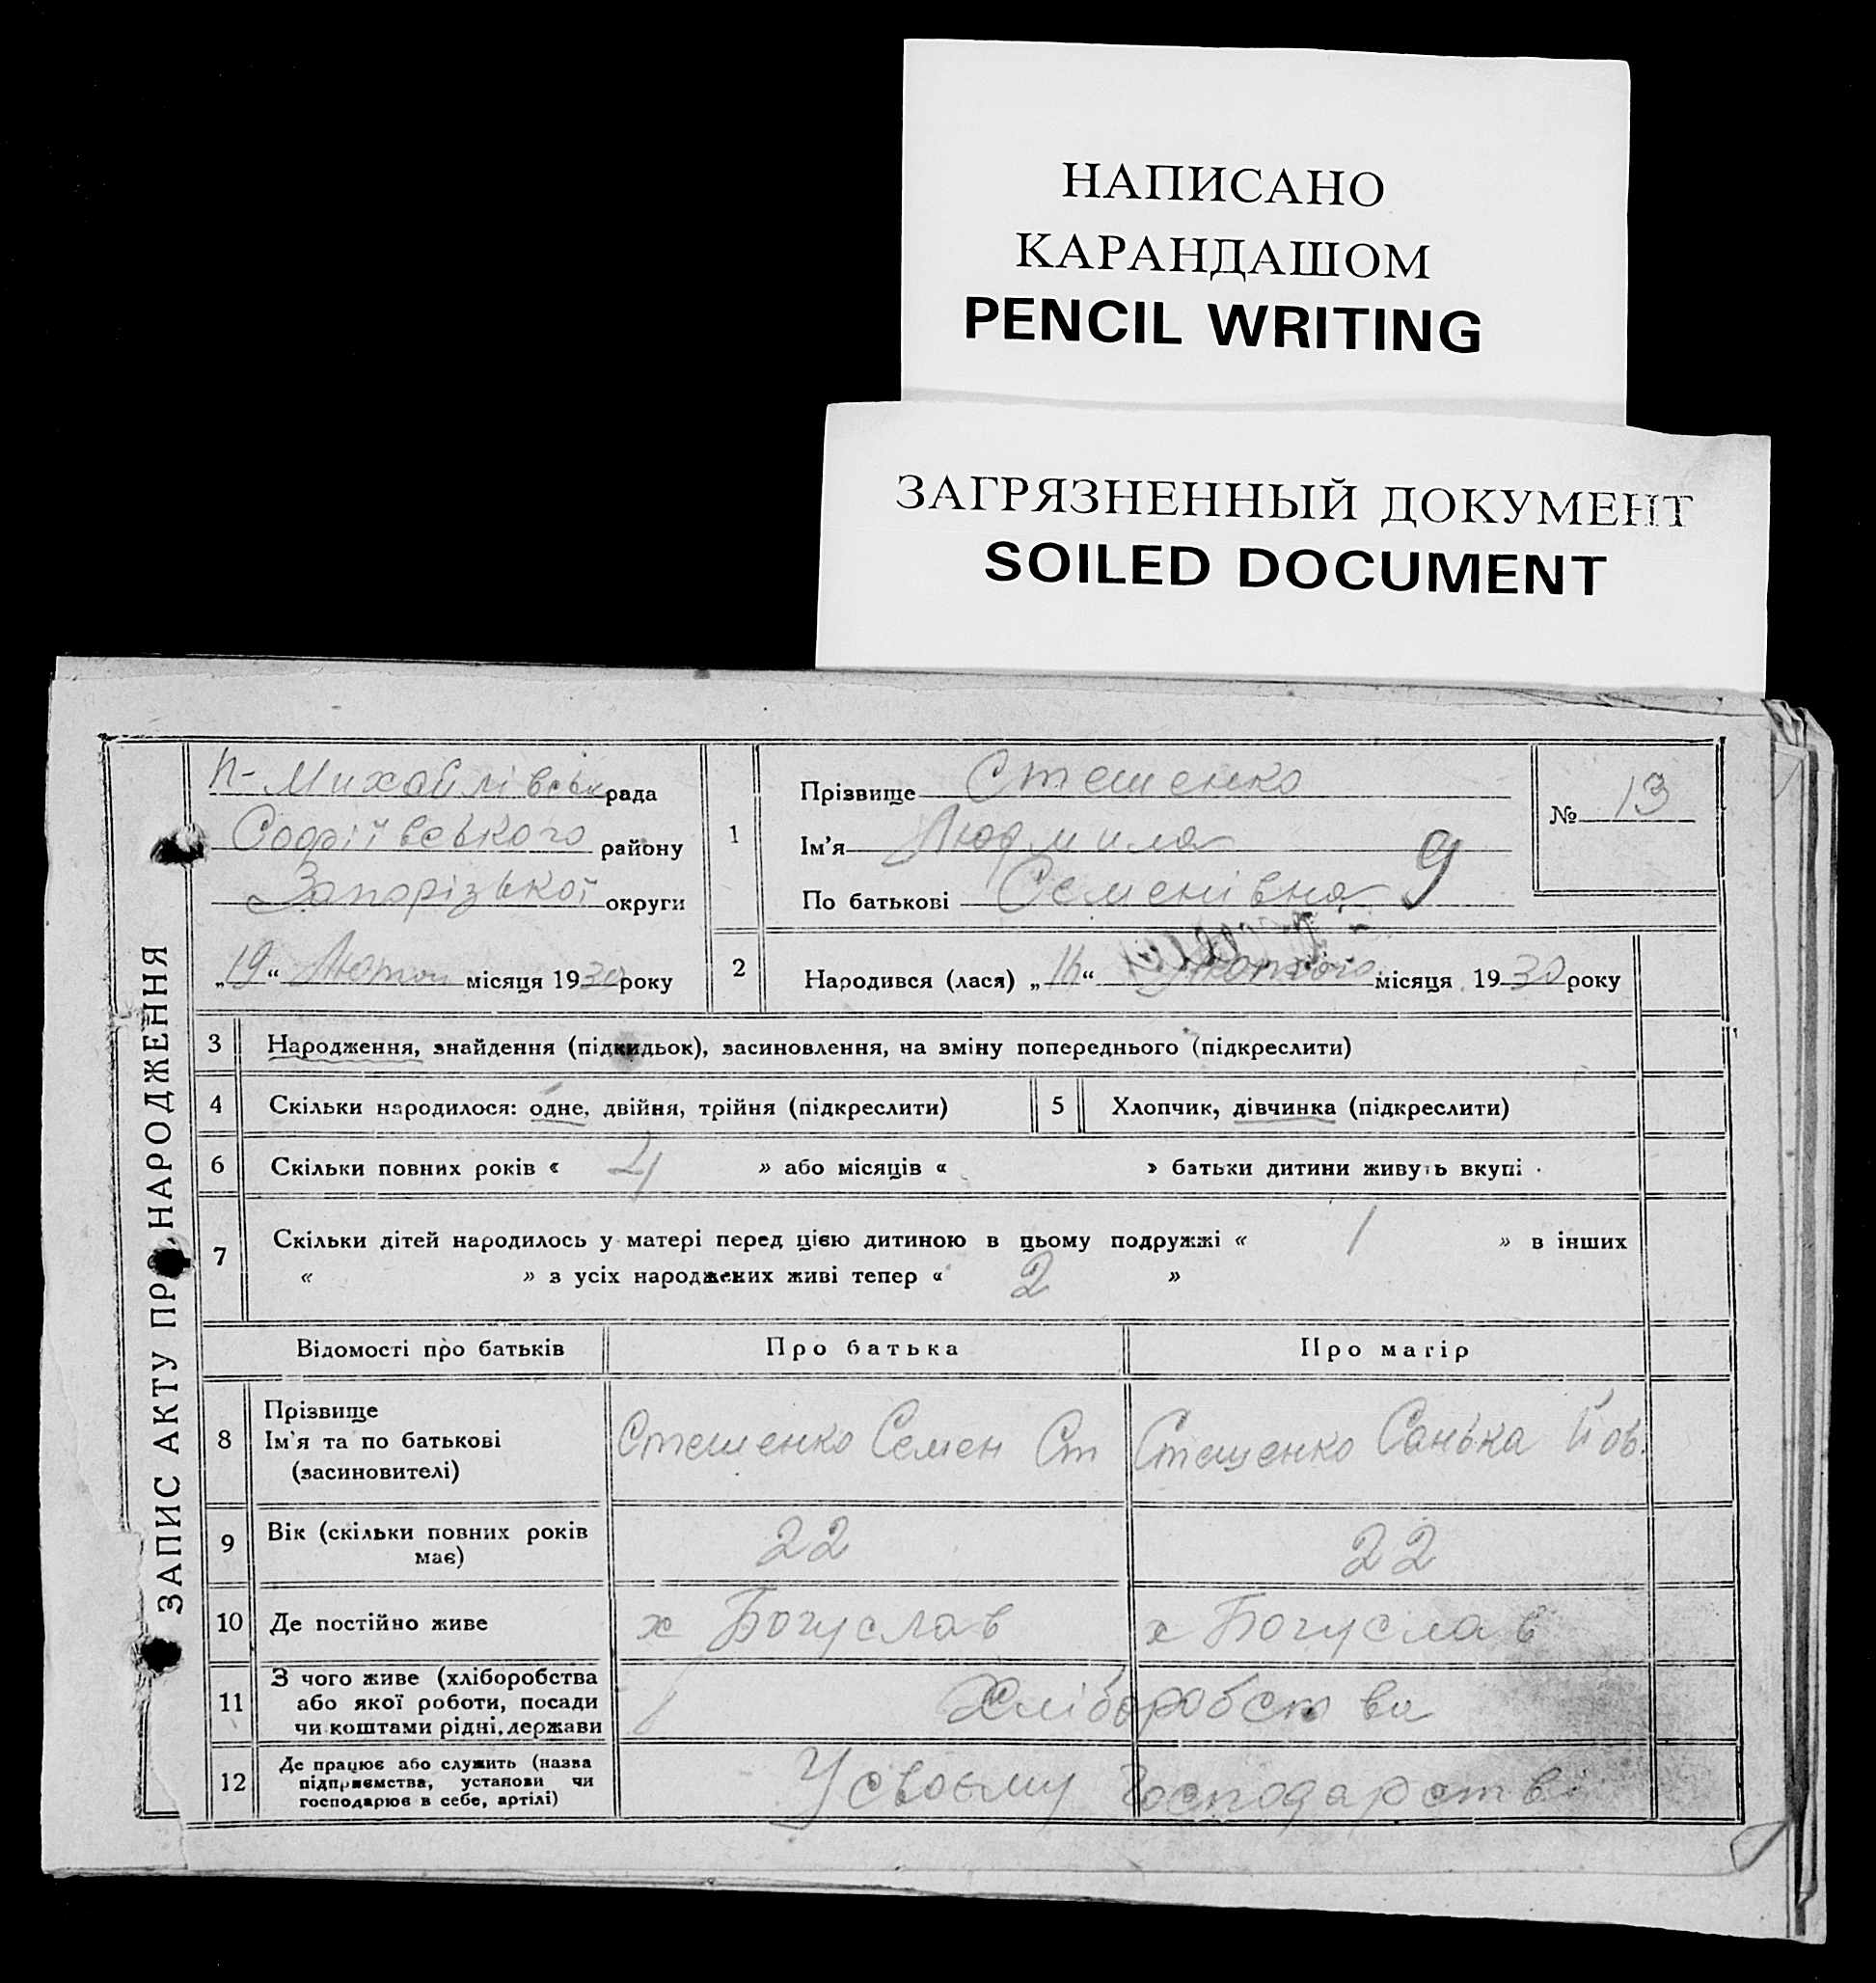 НАПИСАНО
КАРАНДАШОМ
PENCIL WRITING
ЗАГРЯЗНЕННЫЙ ДОКУМЕНТ
SOILED DOCUMENT
ЗАПИС АКТУ ПРО НАРОДЖЕННЯ
П-Михайлівськ рада
Софіївського району
Запорізької округи
„19“ Лютого місяця 1930 року
1
Прізвище Стешенко
Ім'я Людмила
По батькові Семенівна
9
№ 13
2
Народився (лася) „16“ Лютого місяця 1930 року
3 Народження, знайдення (підкидьок), засиновлення, на зміну попереднього (підкреслити)
4 Скільки народилося: одне, двійня, трійня (підкреслити)
5 Хлопчик, дівчинка (підкреслити)
6 Скільки повних років « 4 » або місяців « » батьки дитини живуть вкупі
7 Скільки дітей народилось у матері перед цією дитиною в цьому подружжі « 1 » в інших
« » з усіх народжених живі тепер « 2 »
Відомості про батьків Про батька Про матір
8 Прізвище
Ім'я та по батькові
(засиновителі)
Стешенко Семен Ст Стешенко Санька Йов.
9 Вік (скільки повних років
має)
22 22
10 Де постійно живе х Богуслав х Богуслав
11 З чого живе (хліборобства
або якої роботи, посади
чи коштами рідні, держави
Хліборобства
12 Де працює або служить (назва
підприємства, установи чи
господарює в себе, артілі)
У своєму господарстві